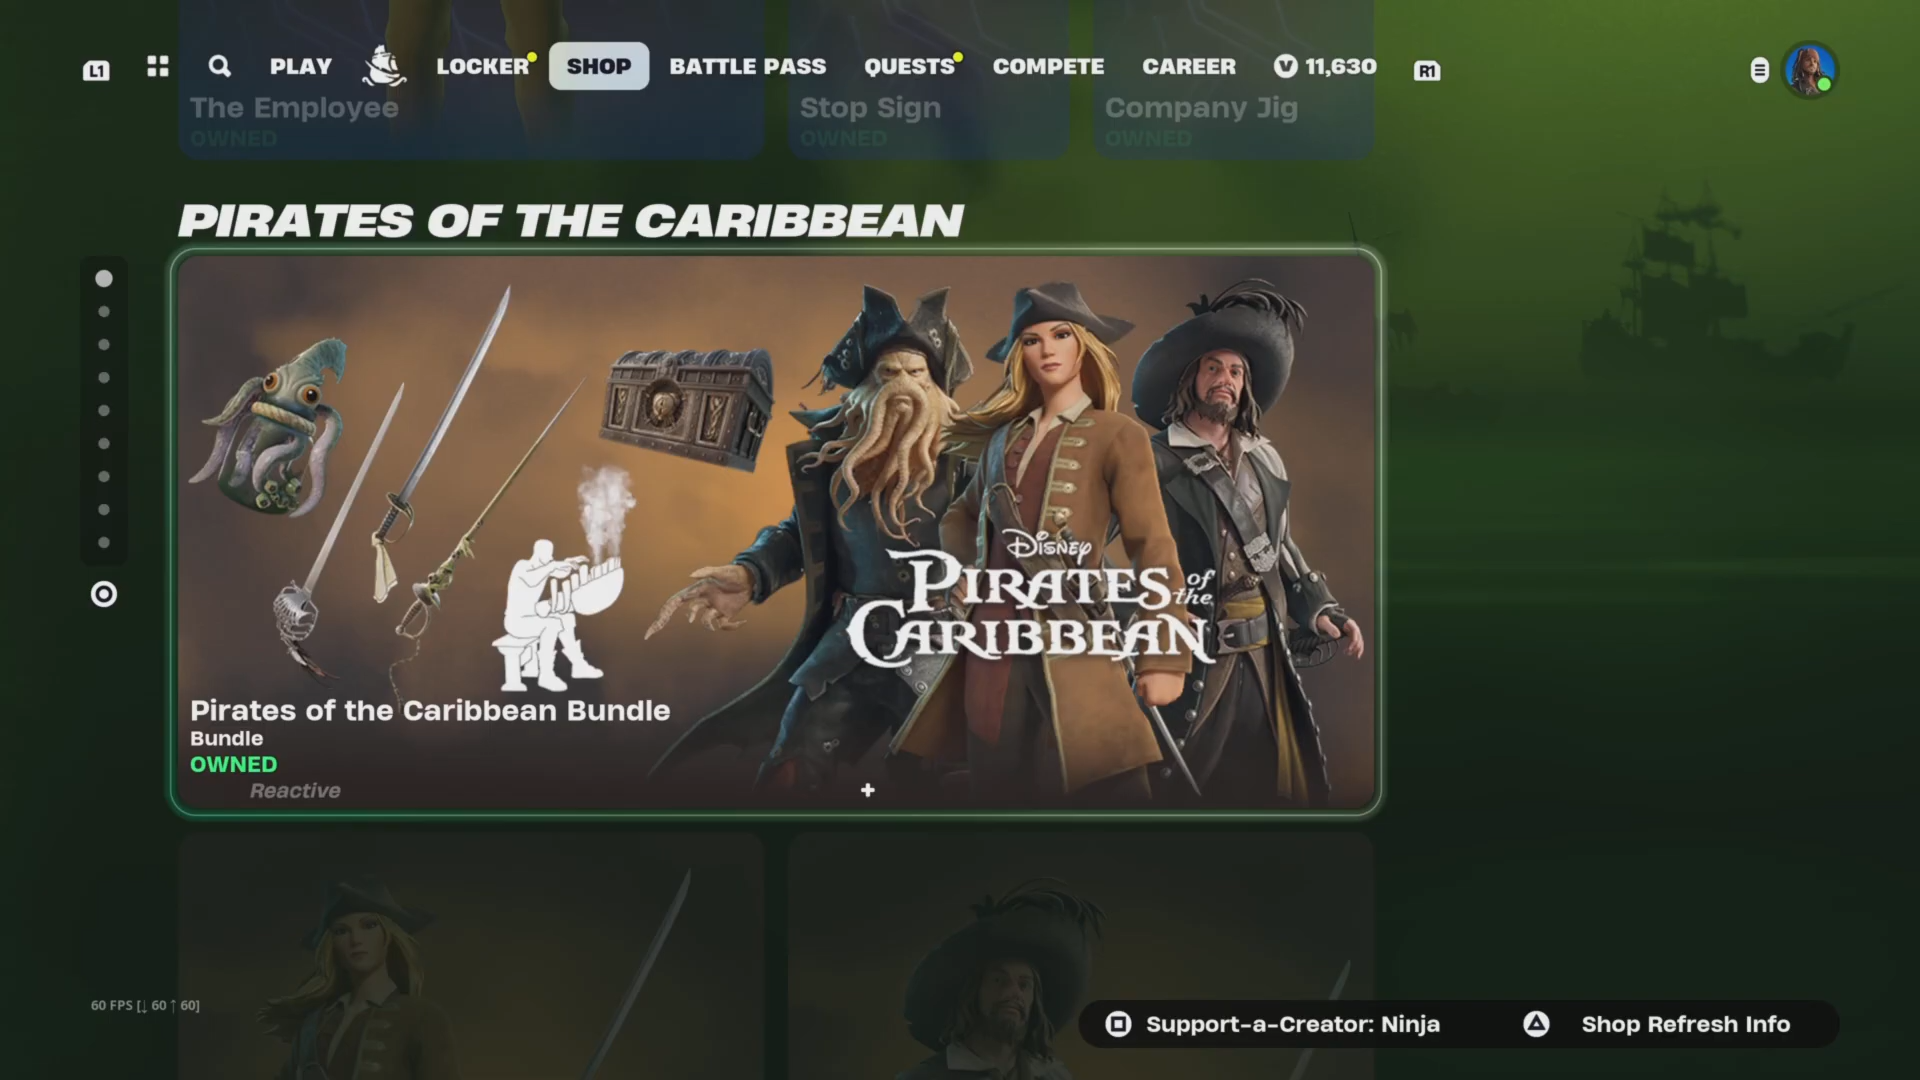 L1
PLAY
LOCKER
SHOP
BATTLE PASS
QUESTS
COMPETE
CAREER
11,630
R1
The Employee
OWNED
Stop Sign
OWNED
Company Jig
OWNED
PIRATES OF THE CARIBBEAN
Disney
PIRATES of the
CARIBBEAN
Pirates of the Caribbean Bundle
Bundle
OWNED
Reactive
60 FPS [↓ 60 ↑ 60]
Support-a-Creator: Ninja
Shop Refresh Info